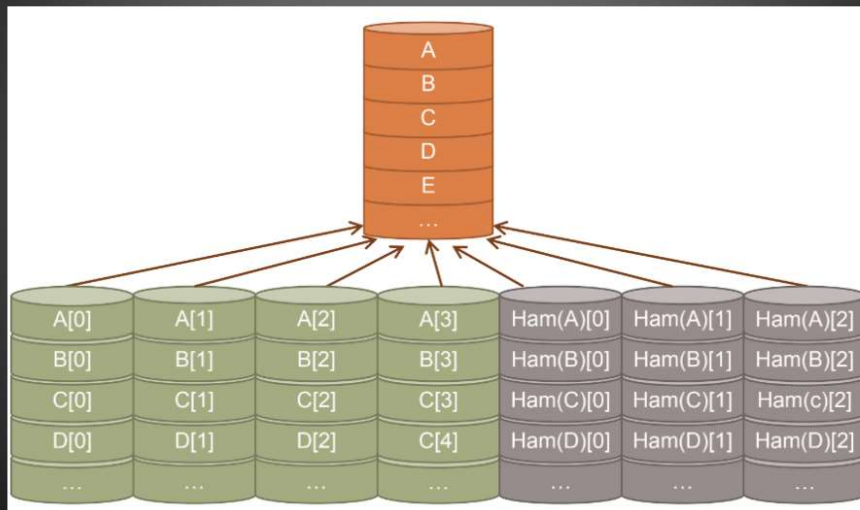 A
B
C
D
E
...
A[0] A[1] A[2] A[3] Ham(A)[0] Ham(A)[1] Ham(A)[2]
B[0] B[1] B[2] B[3] Ham(B)[0] Ham(B)[1] Ham(B)[2]
C[0] C[1] C[2] C[3] Ham(C)[0] Ham(C)[1] Ham(c)[2]
D[0] D[1] D[2] C[4] Ham(D)[0] Ham(D)[1] Ham(D)[2]
... ... ... ... ... ... ...